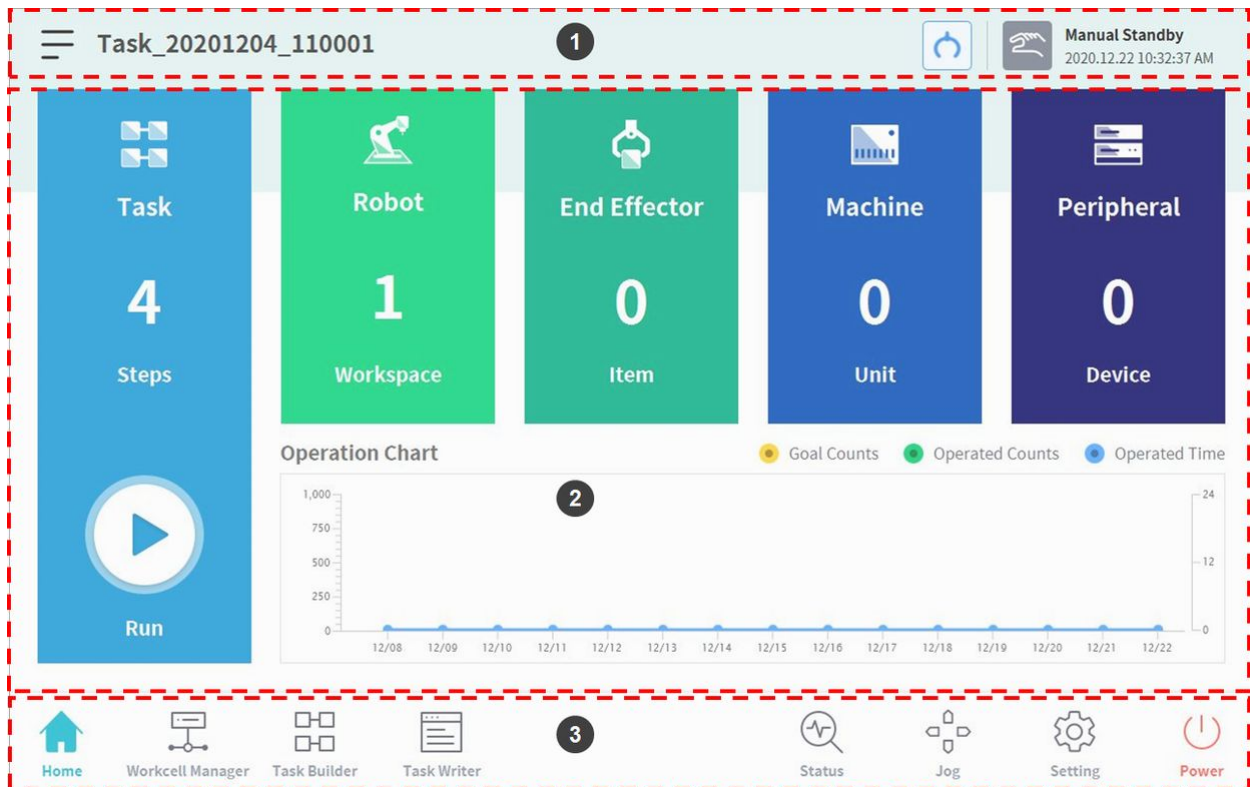 Task_20201204_110001
1
Manual Standby
2020.12.22 10:32:37 AM
Task
4
Steps
Run
Robot
1
Workspace
End Effector
0
Item
Machine
0
Unit
Peripheral
0
Device
Operation Chart
Goal Counts
Operated Counts
Operated Time
2
1,000
750
500
250
0
24
12
0
12/08 12/09 12/10 12/11 12/12 12/13 12/14 12/15 12/16 12/17 12/18 12/19 12/20 12/21 12/22
3
Home
Workcell Manager
Task Builder
Task Writer
Status
Jog
Setting
Power